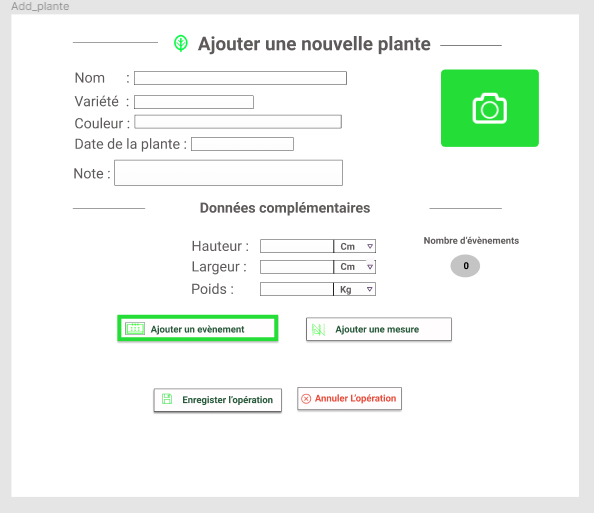 Add_plante
Ajouter une nouvelle plante
Nom :
Variété :
Couleur :
Date de la plante :
Note :
Données complémentaires
Nombre d'évènements
Hauteur : Cm
0
Largeur : Cm
Poids : Kg
Ajouter un evènement Ajouter une mesure
Enregister l'opération Annuler L'opération